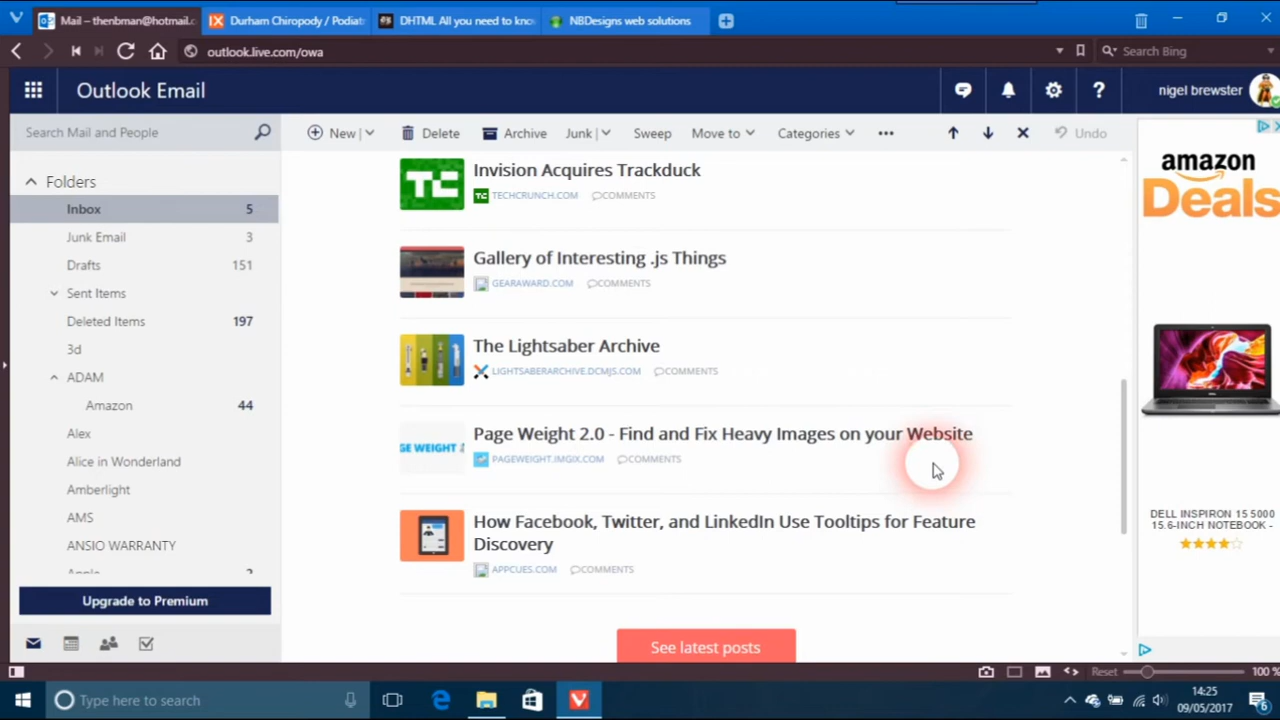 Mail – thenbman@hotmail.c
Durham Chiropody / Podiat
DHTML All you need to kno
NBDesigns web solutions
outlook.live.com/owa
Search Bing
Outlook Email
nigel brewster
Search Mail and People
New
Delete
Archive
Junk
Sweep
Move to
Categories
Undo
Folders
Inbox 5
Junk Email 3
Drafts 151
Sent Items
Deleted Items 197
3d
ADAM
Amazon 44
Alex
Alice in Wonderland
Amberlight
AMS
ANSIO WARRANTY
Apple 2
Upgrade to Premium
TC
Invision Acquires Trackduck
TC TECHCRUNCH.COM COMMENTS
Gallery of Interesting .js Things
GEARAWARD.COM COMMENTS
The Lightsaber Archive
LIGHTSABERARCHIVE.DCMJS.COM COMMENTS
GE WEIGHT
Page Weight 2.0 - Find and Fix Heavy Images on your Website
PAGEWEIGHT.IMGIX.COM COMMENTS
How Facebook, Twitter, and LinkedIn Use Tooltips for Feature
Discovery
APPCUES.COM COMMENTS
See latest posts
amazon
Deals
DELL INSPIRON 15 5000
15.6-INCH NOTEBOOK -
Reset
100 %
Type here to search
14:25
09/05/2017
6